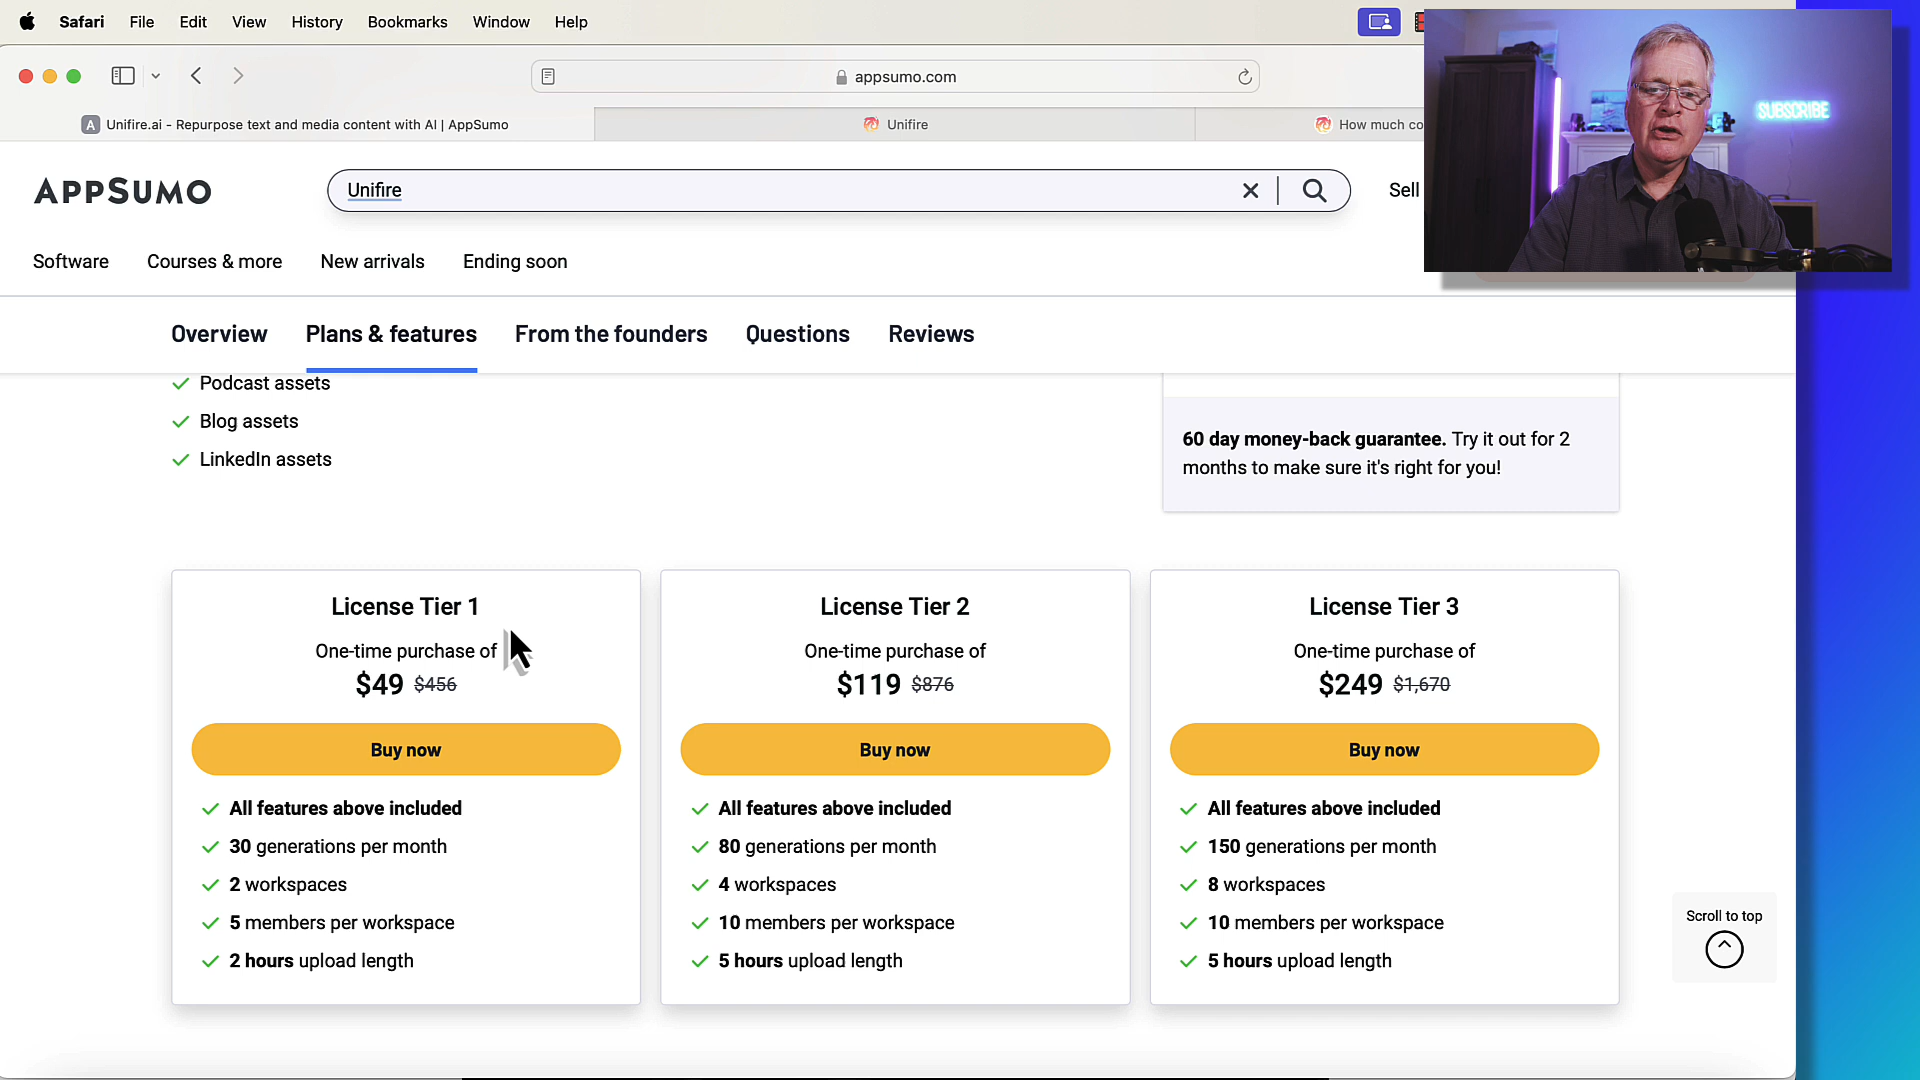 Safari File Edit View History Bookmarks Window Help
appsumo.com
A Unifire.ai - Repurpose text and media content with AI | AppSumo
Unifire
How much co
APPSUMO
Unifire
Sell
SUBSCRIBE
Software Courses & more New arrivals Ending soon
Overview Plans & features From the founders Questions Reviews
Podcast assets
Blog assets
LinkedIn assets
60 day money-back guarantee. Try it out for 2
months to make sure it's right for you!
License Tier 1
One-time purchase of
$49 $456
Buy now
All features above included
30 generations per month
2 workspaces
5 members per workspace
2 hours upload length
License Tier 2
One-time purchase of
$119 $876
Buy now
All features above included
80 generations per month
4 workspaces
10 members per workspace
5 hours upload length
License Tier 3
One-time purchase of
$249 $1,670
Buy now
All features above included
150 generations per month
8 workspaces
10 members per workspace
5 hours upload length
Scroll to top